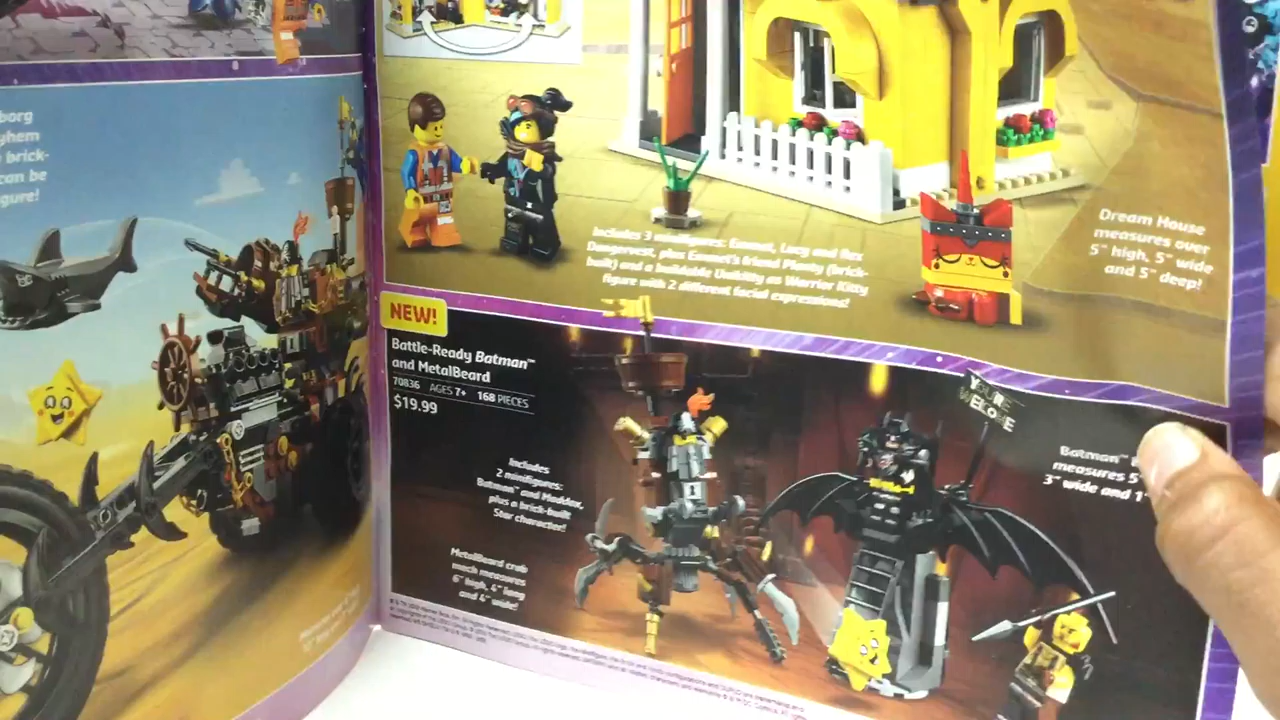 borg
yhem
brick-
can be
gure!
Includes 3 minifigures: Emmet, Lucy and Rex
Dangervest, plus Emmet's friend Planty (brick-
built) and a buildable Unikitty as Warrior Kitty
figure with 2 different facial expressions!
Dream House
measures over
5" high, 5" wide
and 5" deep!
NEW!
Battle-Ready Batman™
and MetalBeard
70836 AGES 7+ 168 PIECES
$19.99
Includes
2 minifigures:
Batman™ and Maddox,
plus a brick-built
Star character!
MetalBeard crab
mech measures
6" high, 4" long
and 4" wide!
YOU'RE
WELCOME
Batman™
measures 5"
3" wide and 1"